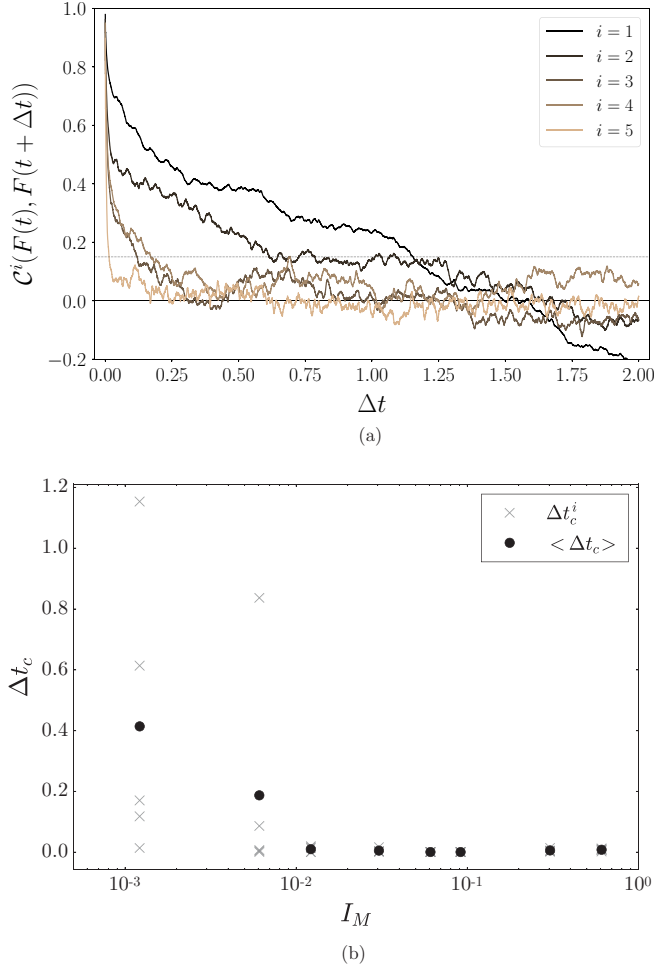 1.0
0.8
0.6
0.4
0.2
0.0
−0.2
𝒞ⁱ(F(t), F(t + Δt))
i = 1
i = 2
i = 3
i = 4
i = 5
0.00 0.25 0.50 0.75 1.00 1.25 1.50 1.75 2.00
Δt
(a)
1.2
1.0
0.8
0.6
0.4
0.2
0.0
Δt_c
Δt_c^i
< Δt_c >
10⁻³ 10⁻² 10⁻¹ 10⁰
I_M
(b)